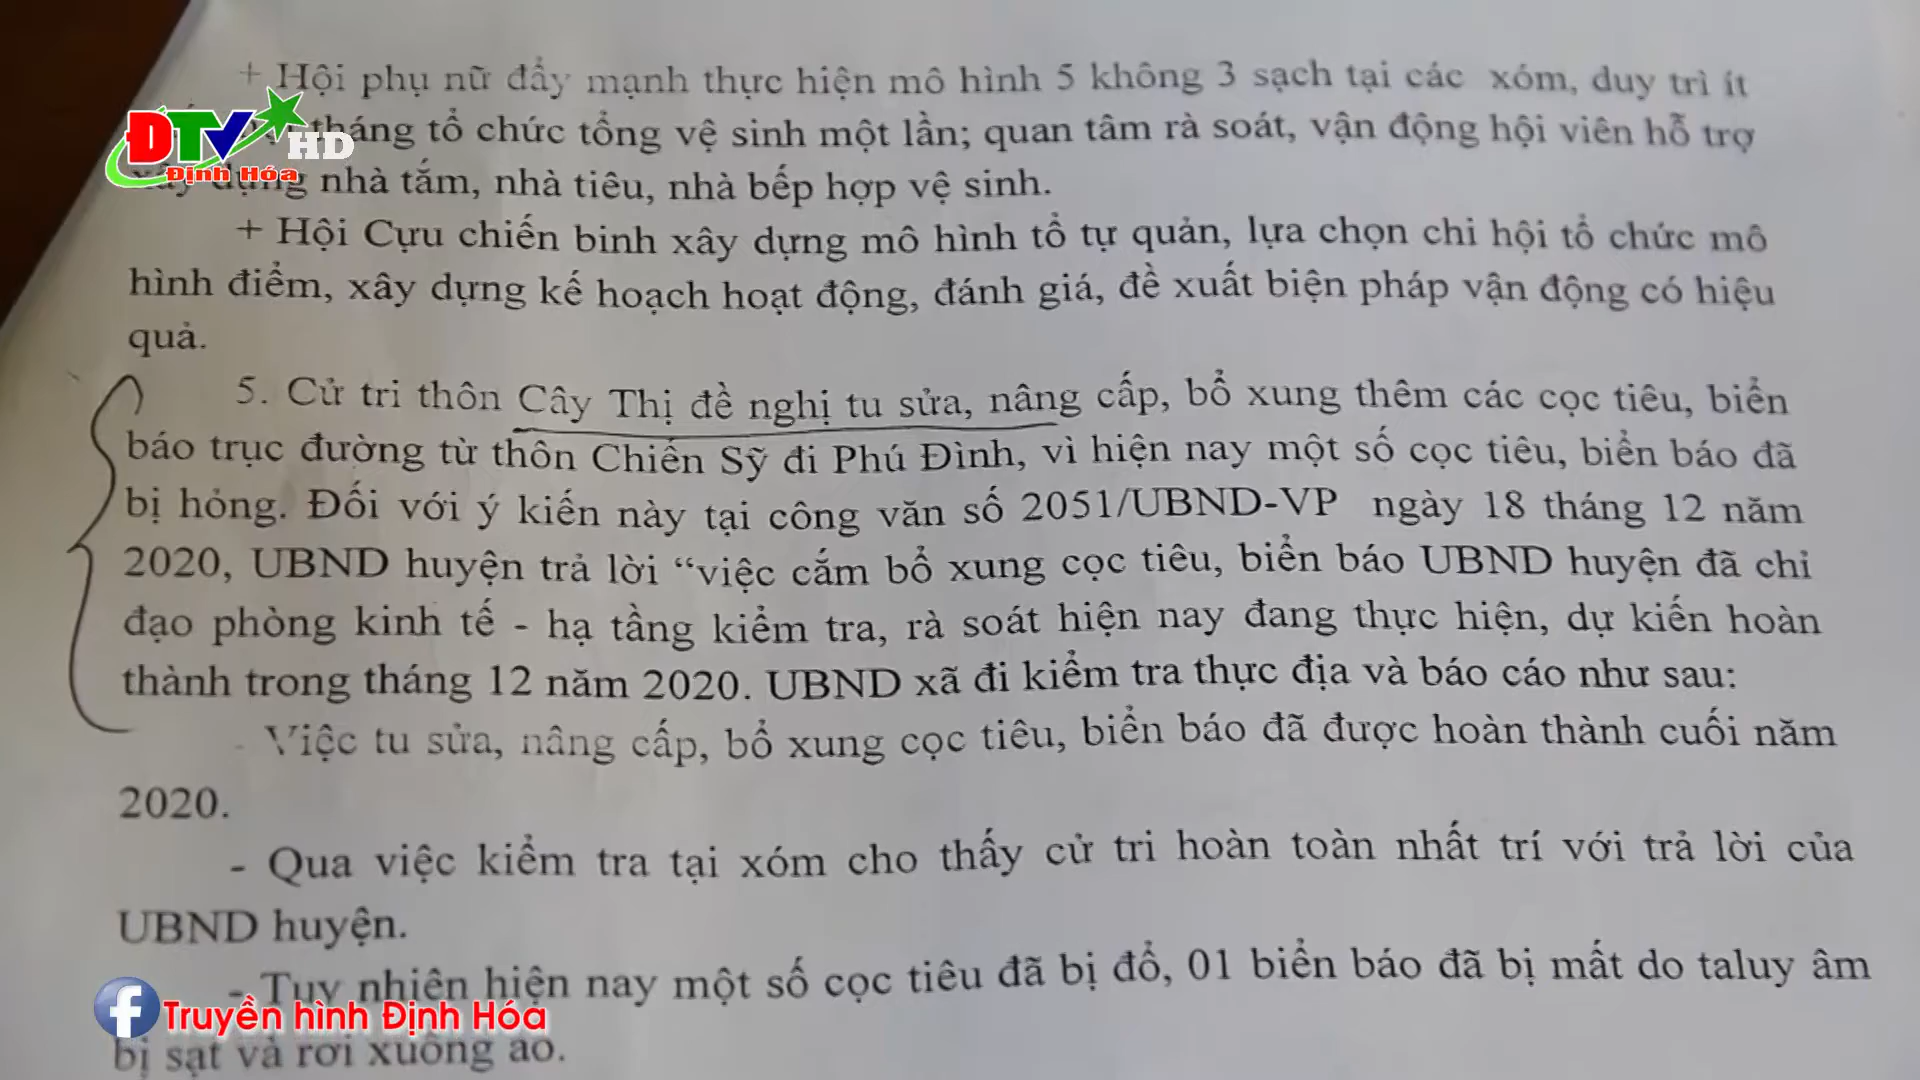 + Hội phụ nữ đẩy mạnh thực hiện mô hình 5 không 3 sạch tại các xóm, duy trì ít
tháng tổ chức tổng vệ sinh một lần; quan tâm rà soát, vận động hội viên hỗ trợ
xây dựng nhà tắm, nhà tiêu, nhà bếp hợp vệ sinh.
ĐTV HD
Định Hóa
+ Hội Cựu chiến binh xây dựng mô hình tổ tự quản, lựa chọn chi hội tổ chức mô
hình điểm, xây dựng kế hoạch hoạt động, đánh giá, đề xuất biện pháp vận động có hiệu
quả.
5. Cử tri thôn Cây Thị đề nghị tu sửa, nâng cấp, bổ xung thêm các cọc tiêu, biển
báo trục đường từ thôn Chiến Sỹ đi Phú Đình, vì hiện nay một số cọc tiêu, biển báo đã
bị hỏng. Đối với ý kiến này tại công văn số 2051/UBND-VP ngày 18 tháng 12 năm
2020, UBND huyện trả lời “việc cắm bổ xung cọc tiêu, biển báo UBND huyện đã chỉ
đạo phòng kinh tế - hạ tầng kiểm tra, rà soát hiện nay đang thực hiện, dự kiến hoàn
thành trong tháng 12 năm 2020. UBND xã đi kiểm tra thực địa và báo cáo như sau:
- Việc tu sửa, nâng cấp, bổ xung cọc tiêu, biển báo đã được hoàn thành cuối năm
2020.
- Qua việc kiểm tra tại xóm cho thấy cử tri hoàn toàn nhất trí với trả lời của
UBND huyện.
- Tuy nhiên hiện nay một số cọc tiêu đã bị đổ, 01 biển báo đã bị mất do taluy âm
bị sạt và rơi xuống ao.
Truyền hình Định Hóa